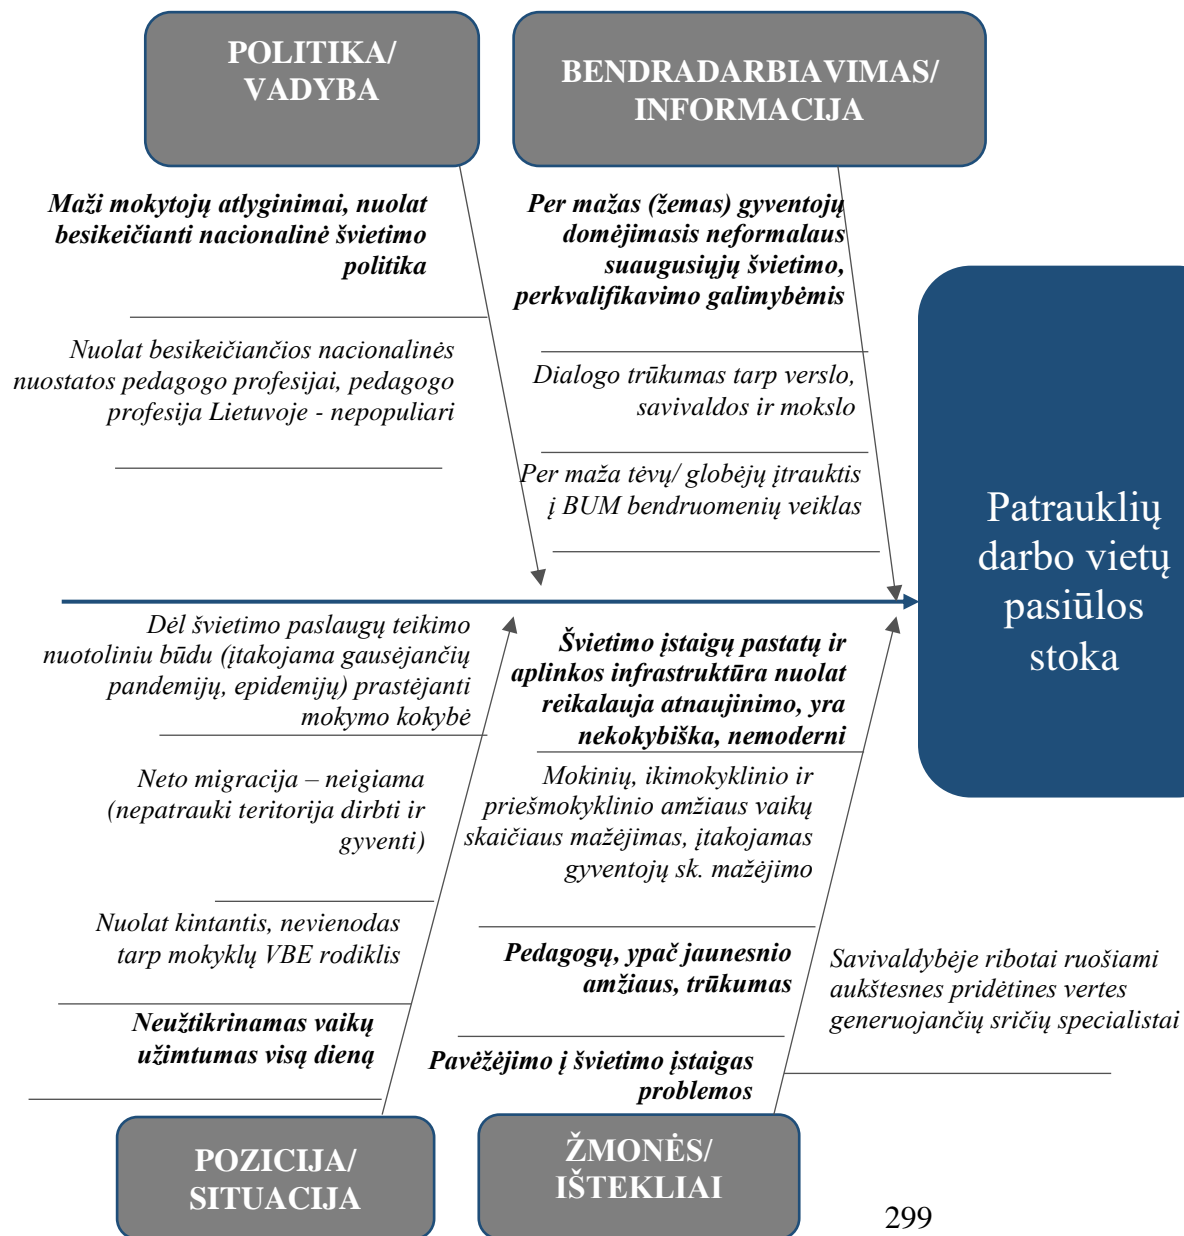 POLITIKA/
VADYBA
BENDRADARBIAVIMAS/
INFORMACIJA
Maži mokytojų atlyginimai, nuolat
besikeičianti nacionalinė švietimo
politika
Nuolat besikeičiančios nacionalinės
nuostatos pedagogo profesijai, pedagogo
profesija Lietuvoje - nepopuliari
Per mažas (žemas) gyventojų
domėjimasis neformalaus
suaugusiųjų švietimo,
perkvalifikavimo galimybėmis
Dialogo trūkumas tarp verslo,
savivaldos ir mokslo
Per maža tėvų/ globėjų įtrauktis
į BUM bendruomenių veiklas
Patrauklių
darbo vietų
pasiūlos
stoka
Dėl švietimo paslaugų teikimo
nuotoliniu būdu (įtakojama gausėjančių
pandemijų, epidemijų) prastėjanti
mokymo kokybė
Neto migracija – neigiama
(nepatrauki teritorija dirbti ir
gyventi)
Nuolat kintantis, nevienodas
tarp mokyklų VBE rodiklis
Neužtikrinamas vaikų
užimtumas visą dieną
Švietimo įstaigų pastatų ir
aplinkos infrastruktūra nuolat
reikalauja atnaujinimo, yra
nekokybiška, nemoderni
Mokinių, ikimokyklinio ir
priešmokyklinio amžiaus vaikų
skaičiaus mažėjimas, įtakojamas
gyventojų sk. mažėjimo
Pedagogų, ypač jaunesnio
amžiaus, trūkumas
Pavėžėjimo į švietimo įstaigas
problemos
Savivaldybėje ribotai ruošiami
aukštesnes pridėtines vertes
generuojančių sričių specialistai
POZICIJA/
SITUACIJA
ŽMONĖS/
IŠTEKLIAI
299